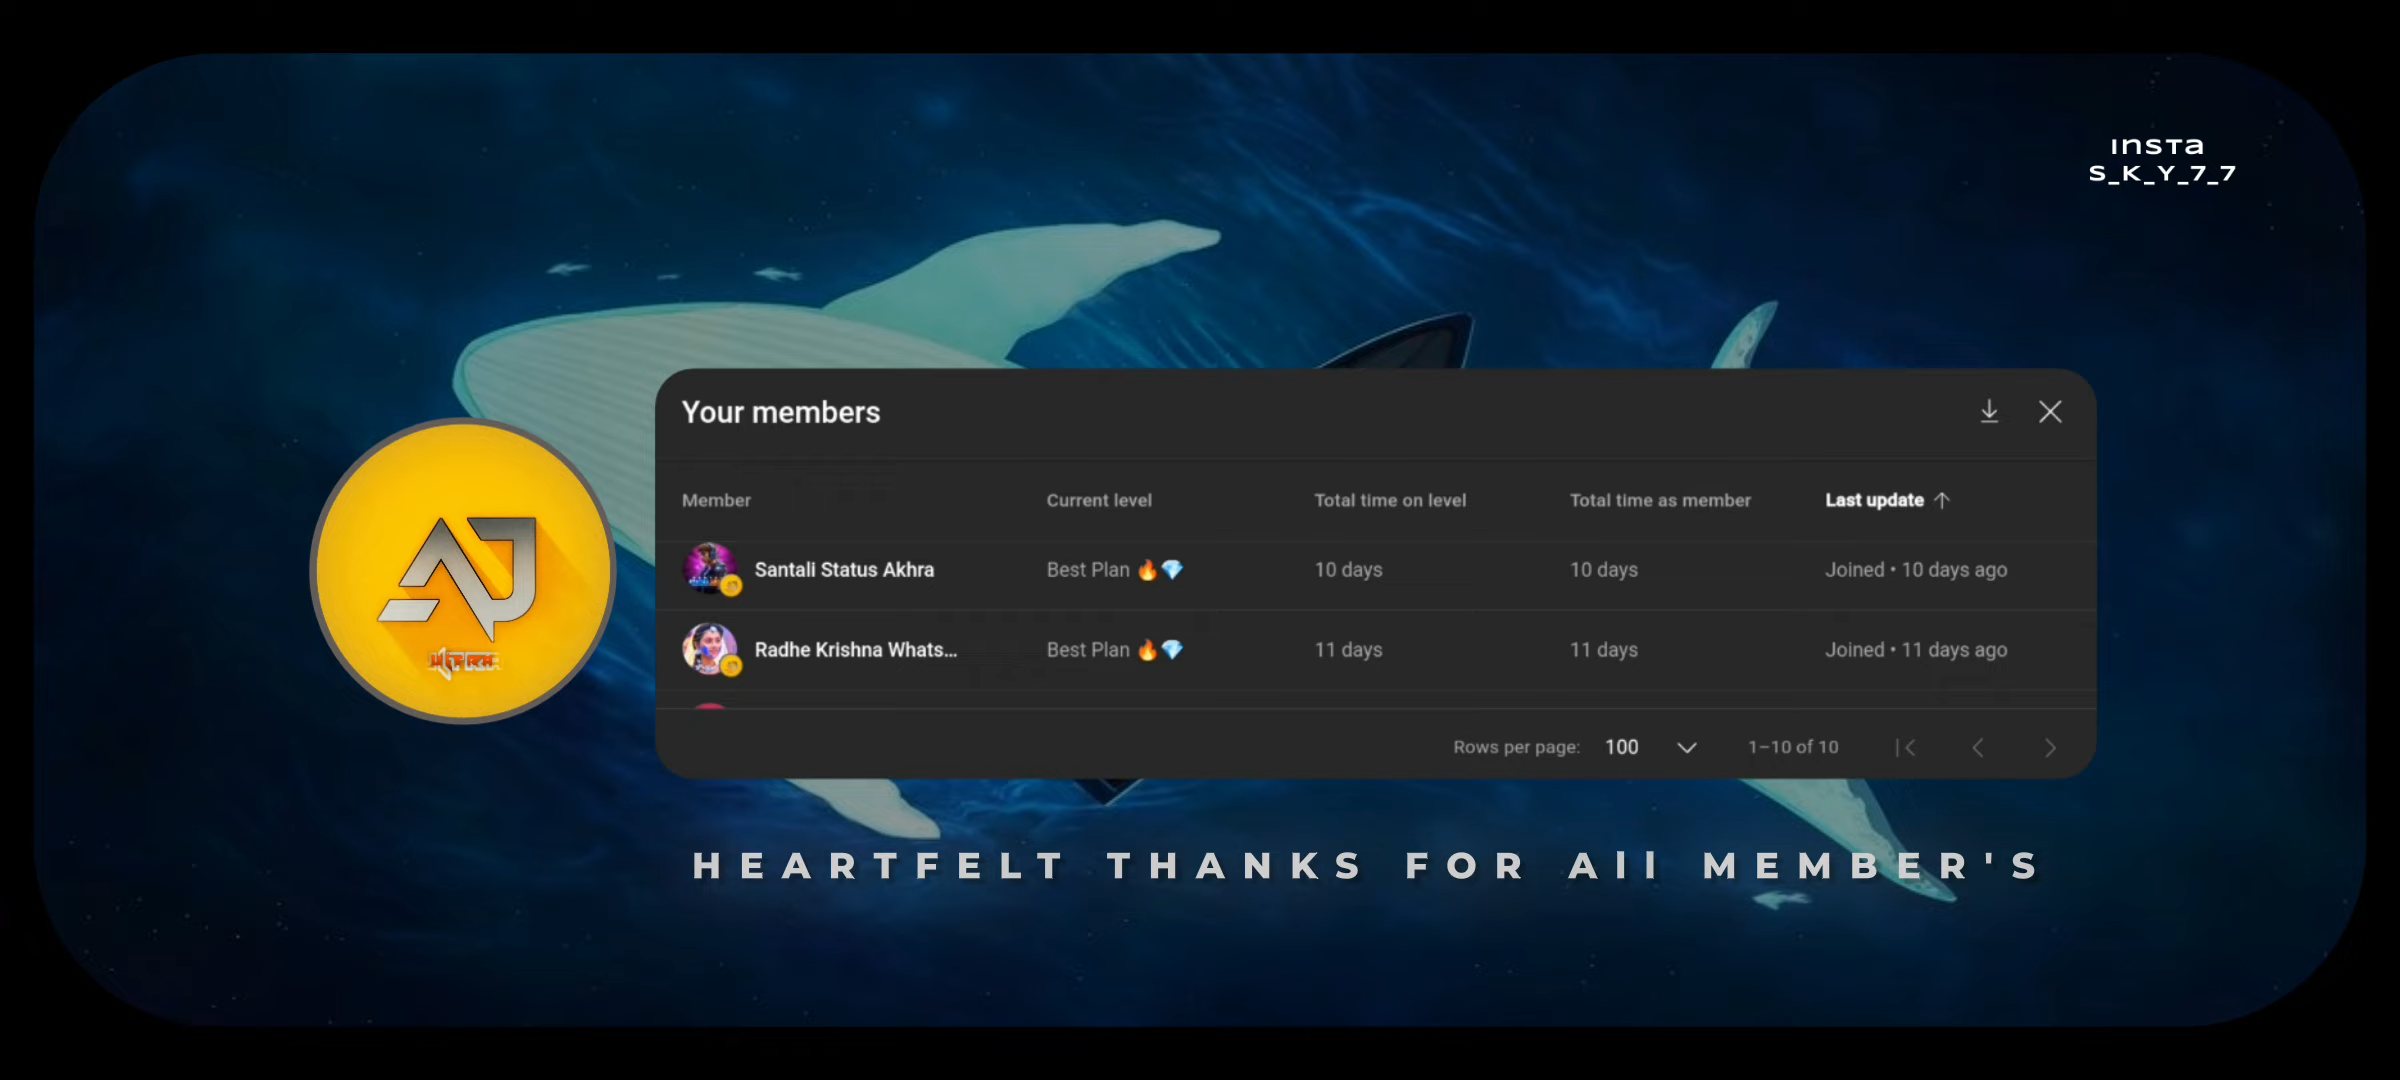 Insta
S_K_Y_7_7
Your members
Member Current level Total time on level Total time as member Last update ↑
Santali Status Akhra Best Plan 🔥💎 10 days 10 days Joined • 10 days ago
Radhe Krishna Whats... Best Plan 🔥💎 11 days 11 days Joined • 11 days ago
Rows per page: 100 1–10 of 10
AJ
HEARTFELT THANKS FOR All MEMBER'S